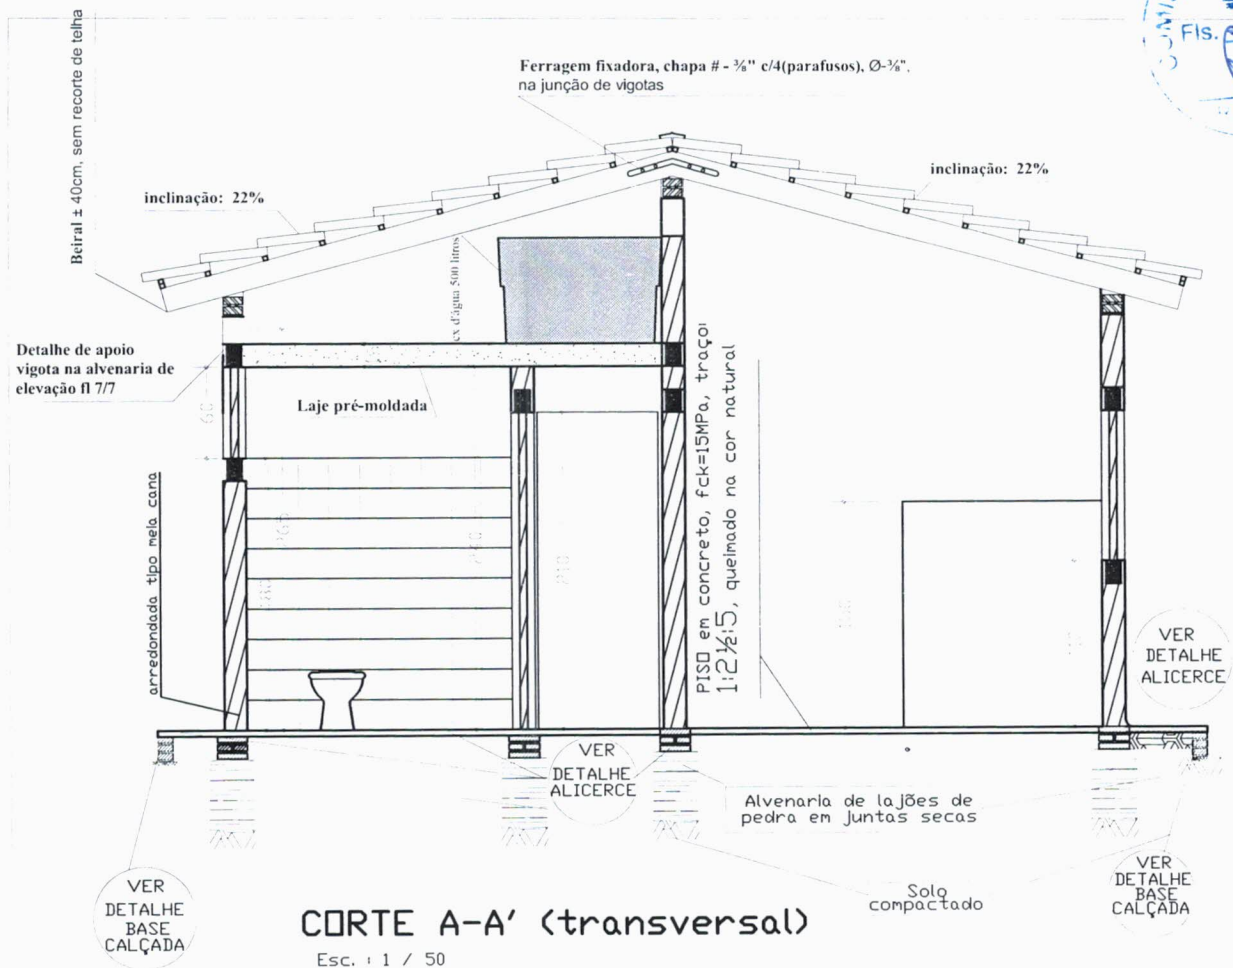 Fls.
Beiral ± 40cm, sem recorte de telha
Ferragem fixadora, chapa # - ⅜" c/4(parafusos), Ø-⅜".
na junção de vigotas
inclinação: 22%
inclinação: 22%
cx d'água 500 litros
Detalhe de apoio
vigota na alvenaria de
elevação fl 7/7
Laje pré-moldada
60
arredondada tipo meia cana
210
PISO em concreto, fck=15MPa, traço:
1:2½:5, queimado na cor natural
VER
DETALHE
ALICERCE
VER
DETALHE
ALICERCE
Alvenaria de lajões de
pedra em juntas secas
VER
DETALHE
BASE
CALÇADA
Solo
compactado
VER
DETALHE
BASE
CALÇADA
CORTE A-A' (transversal)
Esc. : 1 / 50